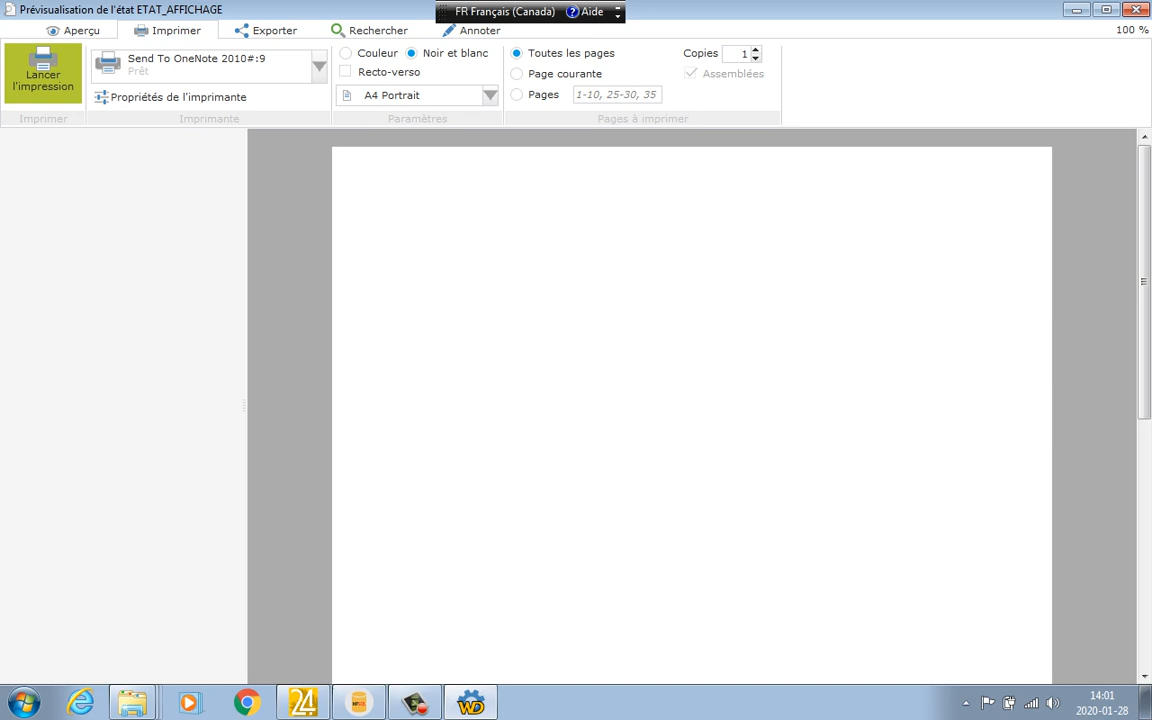 Prévisualisation de l'état ETAT_AFFICHAGE
FR Français (Canada) Aide
Aperçu Imprimer Exporter Rechercher Annoter 100 %
Lancer l'impression
Send To OneNote 2010#:9
Prêt
Propriétés de l'imprimante
Couleur Noir et blanc
Recto-verso
A4 Portrait
Toutes les pages
Page courante
Pages 1-10, 25-30, 35
Copies 1
Assemblées
Imprimer Imprimante Paramètres Pages à imprimer
24 WD
14:01
2020-01-28